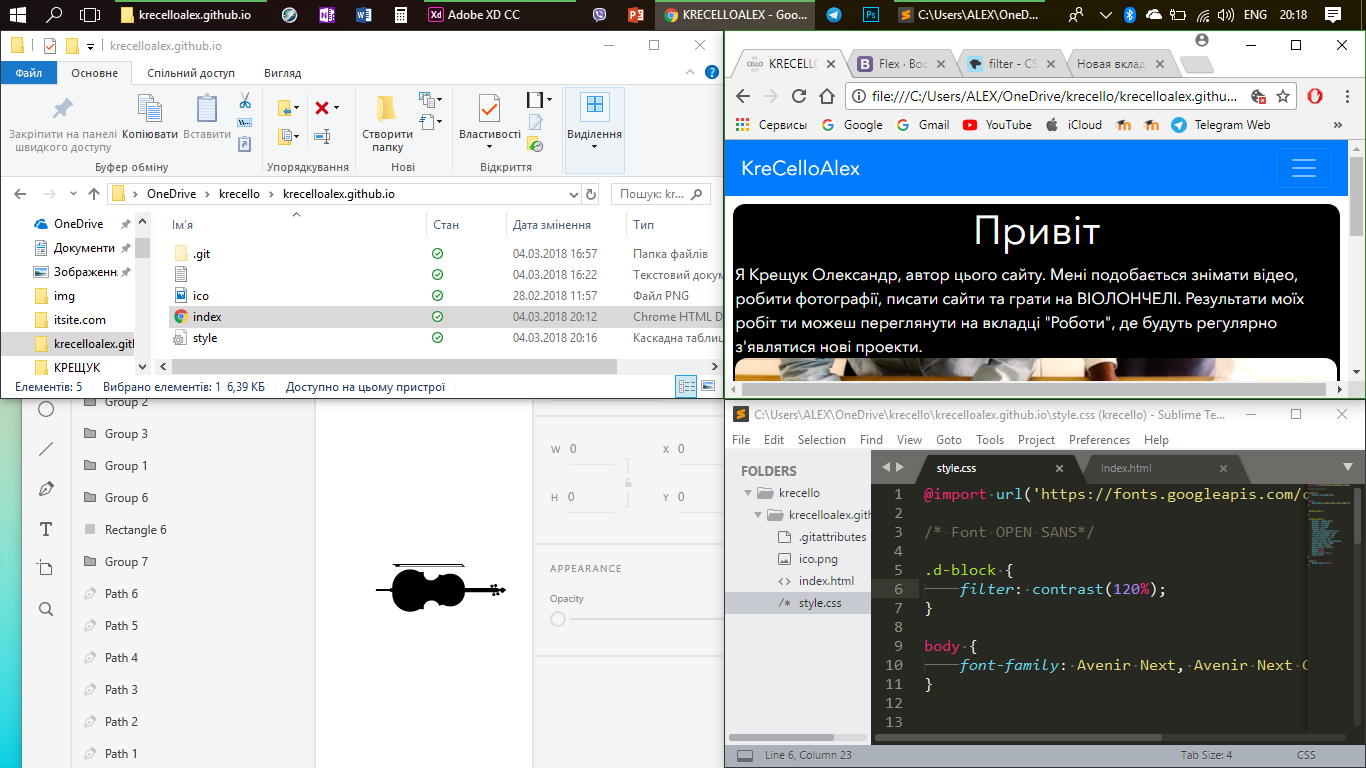 krecelloalex.github.io
Adobe XD CC
KRECELLOALEX - Goo...
C:\Users\ALEX\OneD...
ENG
20:18
krecelloalex.github.io
Файл
Основне
Спільний доступ
Вигляд
Закріпити на панелі
швидкого доступу
Копіювати
Вставити
Створити
папку
Властивості
Виділення
Буфер обміну
Упорядкування
Нові
Відкриття
OneDrive
krecello
krecelloalex.github.io
Пошук: kr...
OneDrive
Документи
Зображенн
img
itsite.com
krecelloalex.gitl
КРЕЩУК
Ім'я
Стан
Дата змінення
Тип
.git
04.03.2018 16:57
Папка файлів
04.03.2018 16:22
Текстовий докум
ico
28.02.2018 11:57
Файл PNG
index
04.03.2018 20:12
Chrome HTML D
style
04.03.2018 20:16
Каскадна таблиц
Елементів: 5
Вибрано елементів: 1 6,39 КБ
Доступно на цьому пристрої
Group 2
Group 3
Group 1
Group 6
Rectangle 6
Group 7
Path 6
Path 5
Path 4
Path 3
Path 2
Path 1
W 0
X 0
H 0
Y 0
APPEARANCE
Opacity
KRECELLO
Flex · Boo
filter - CS
Новая вклад
file:///C:/Users/ALEX/OneDrive/krecello/krecelloalex.githu...
Сервисы
Google
Gmail
YouTube
iCloud
Telegram Web
»
KreCelloAlex
Привіт
Я Крещук Олександр, автор цього сайту. Мені подобається знімати відео,
робити фотографії, писати сайти та грати на ВІОЛОНЧЕЛІ. Результати моїх
робіт ти можеш переглянути на вкладці "Роботи", де будуть регулярно
з'являтися нові проекти.
C:\Users\ALEX\OneDrive\krecello\krecelloalex.github.io\style.css (krecello) - Sublime Te...
File Edit Selection Find View Goto Tools Project Preferences Help
FOLDERS
krecello
krecelloalex.gith
.gitattributes
ico.png
index.html
style.css
style.css
index.html
1 @import url('https://fonts.googleapis.com/c
2
3 /* Font OPEN SANS*/
4
5 .d-block {
6 filter: contrast(120%);
7 }
8
9 body {
10 font-family: Avenir Next, Avenir Next C
11 }
12
13
Line 6, Column 23
Tab Size: 4
CSS